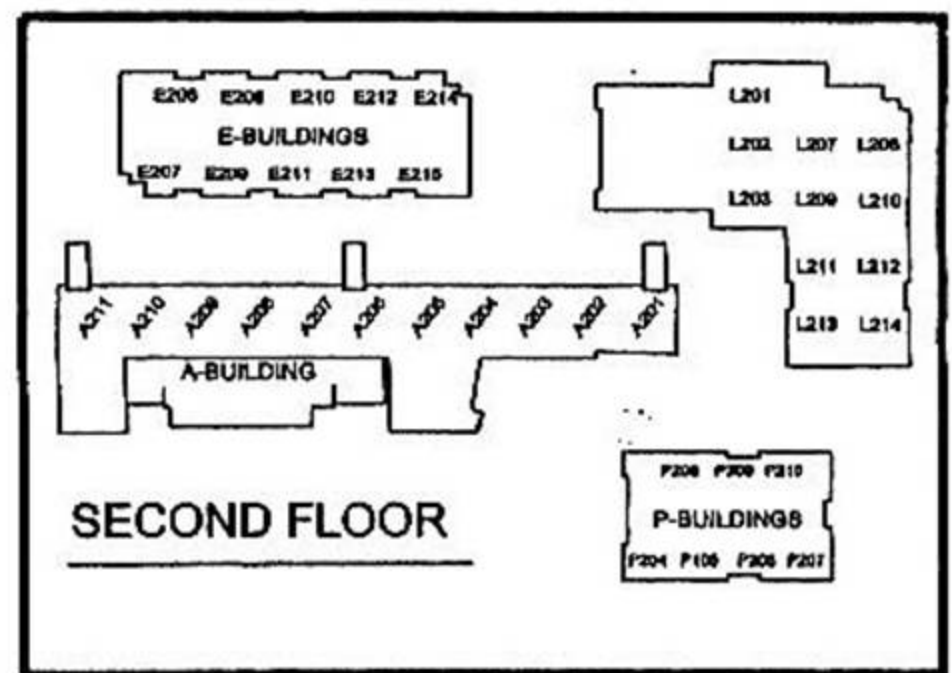 E206 E208 E210 E212 E214
E-BUILDINGS
E207 E209 E211 E213 E215
L201
L202 L207 L208
L203 L209 L210
L211 L212
L213 L214
A211 A210 A209 A208 A207 A206 A205 A204 A203 A202 A201
A-BUILDING
SECOND FLOOR
P208 P209 P210
P-BUILDINGS
P204 P105 P206 P207